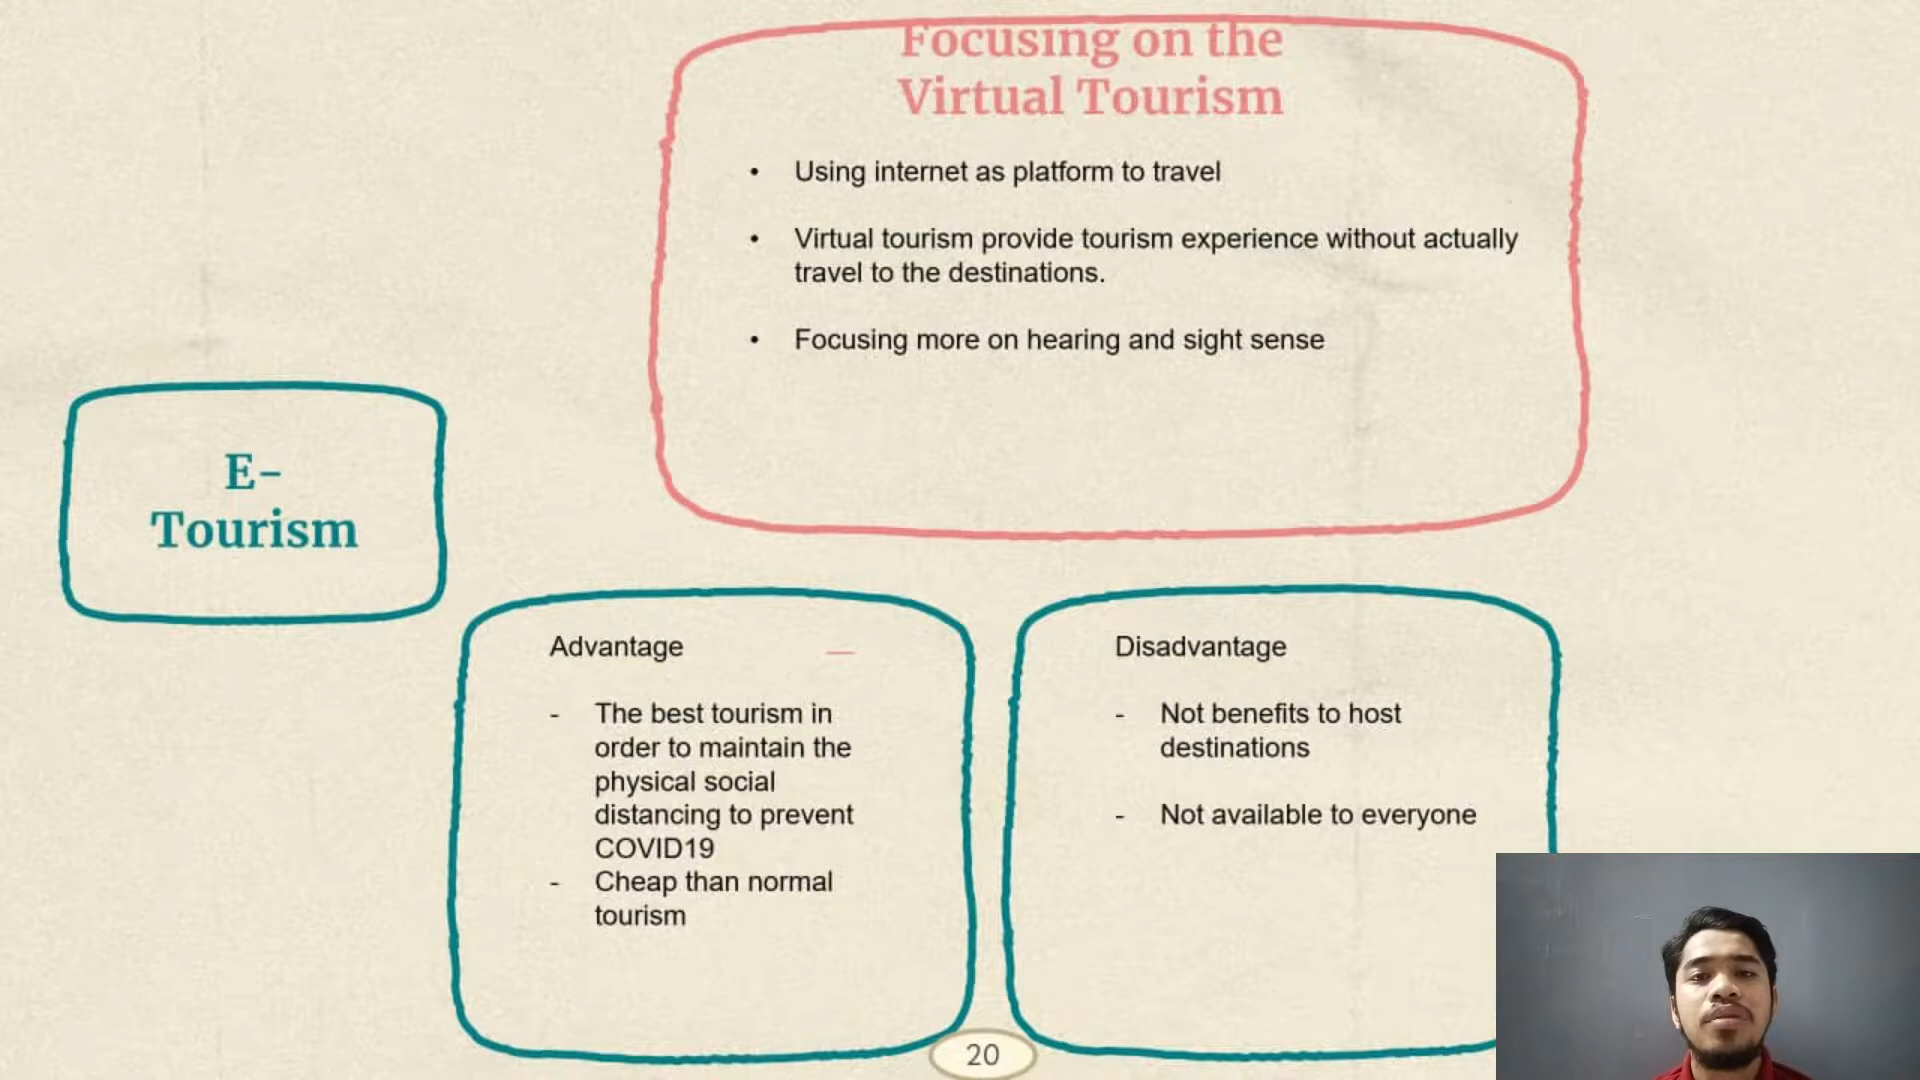 Focusing on the
Virtual Tourism
• Using internet as platform to travel
• Virtual tourism provide tourism experience without actually
travel to the destinations.
• Focusing more on hearing and sight sense
E-
Tourism
Advantage
- The best tourism in
order to maintain the
physical social
distancing to prevent
COVID19
- Cheap than normal
tourism
Disadvantage
- Not benefits to host
destinations
- Not available to everyone
20